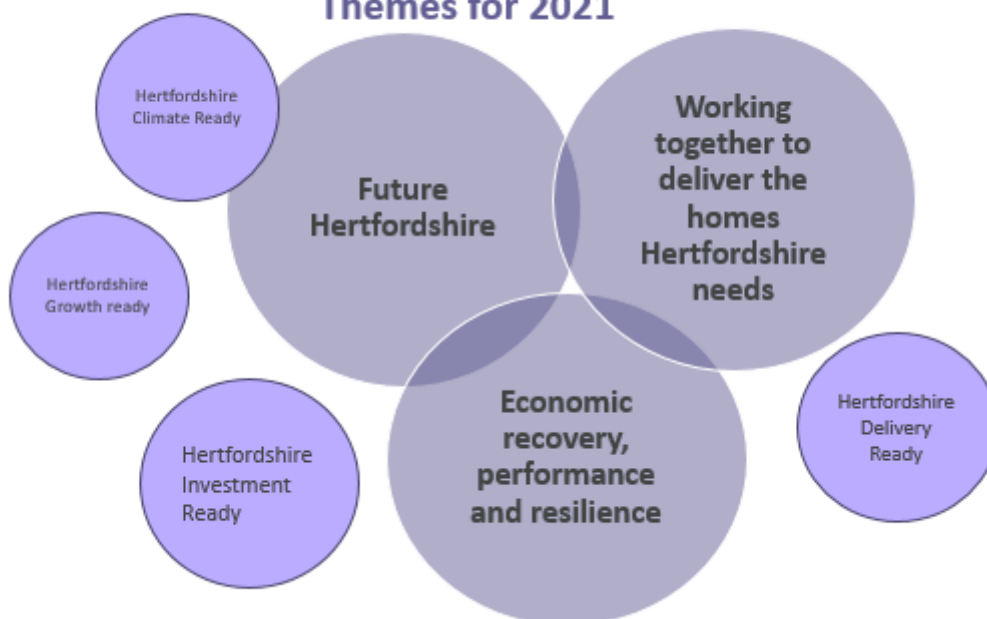 Themes for 2021
Hertfordshire
Climate Ready
Future
Hertfordshire
Working
together to
deliver the
homes
Hertfordshire
needs
Hertfordshire
Growth ready
Economic
recovery,
performance
and resilience
Hertfordshire
Investment
Ready
Hertfordshire
Delivery
Ready